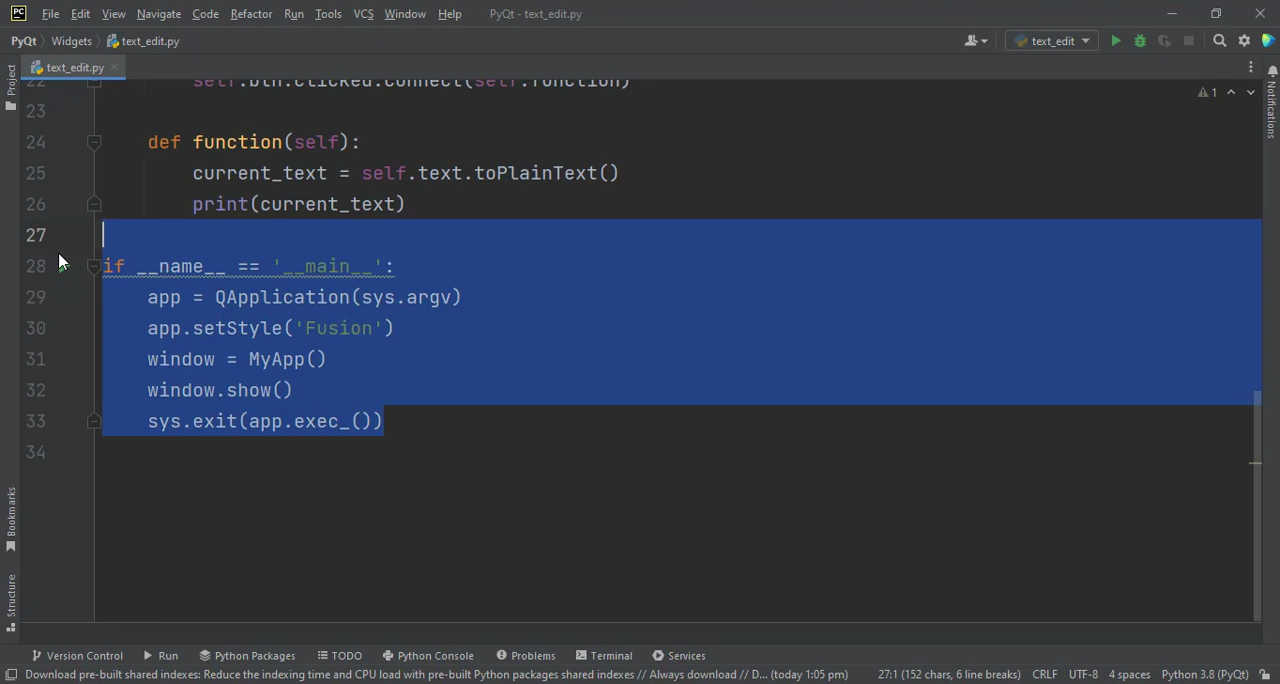 PC File Edit View Navigate Code Refactor Run Tools VCS Window Help PyQt - text_edit.py
PyQt Widgets text_edit.py text_edit
Project text_edit.py
22 self.btn.clicked.connect(self.function)
1
23
24 def function(self):
25 current_text = self.text.toPlainText()
26 print(current_text)
27
28 if __name__ == '__main__':
29 app = QApplication(sys.argv)
30 app.setStyle('Fusion')
31 window = MyApp()
32 window.show()
33 sys.exit(app.exec_())
34
Notifications
Bookmarks
Structure
Version Control Run Python Packages TODO Python Console Problems Terminal Services
Download pre-built shared indexes: Reduce the indexing time and CPU load with pre-built Python packages shared indexes // Always download // D... (today 1:05 pm) 27:1 (152 chars, 6 line breaks) CRLF UTF-8 4 spaces Python 3.8 (PyQt)